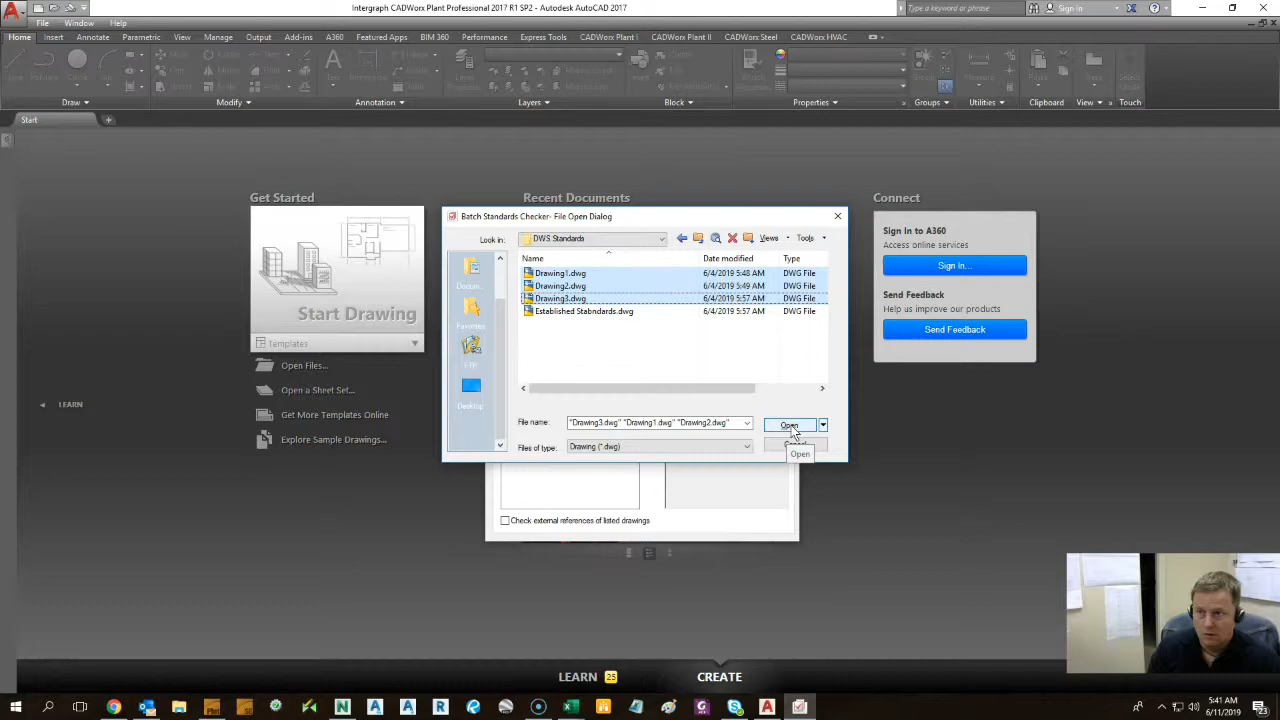 Intergraph CADWorx Plant Professional 2017 R1 SP2 - Autodesk AutoCAD 2017
Type a keyword or phrase
Sign In
File Window Help
Home Insert Annotate Parametric View Manage Output Add-ins A360 Featured Apps BIM 360 Performance Express Tools CADWorx Plant I CADWorx Plant II CADWorx Steel CADWorx HVAC
Draw Modify Annotation Layers Block Properties Groups Utilities Clipboard View Touch
Start
Get Started
Recent Documents
Connect
Start Drawing
Templates
Open Files...
Open a Sheet Set...
Get More Templates Online
Explore Sample Drawings...
LEARN
Batch Standards Checker- File Open Dialog
Look in: DWS Standards Views Tools
Name Date modified Type
Drawing1.dwg 6/4/2019 5:48 AM DWG File
Drawing2.dwg 6/4/2019 5:49 AM DWG File
Drawing3.dwg 6/4/2019 5:57 AM DWG File
Established Stabndards.dwg 6/4/2019 5:57 AM DWG File
Docum...
Favorites
FTP
Desktop
File name: "Drawing3.dwg" "Drawing1.dwg" "Drawing2.dwg"
Open
Files of type: Drawing (*.dwg)
Cancel
Open
Check external references of listed drawings
Sign In to A360
Access online services
Sign In...
Send Feedback
Help us improve our products
Send Feedback
LEARN 25 CREATE
5:41 AM
6/11/2019
23